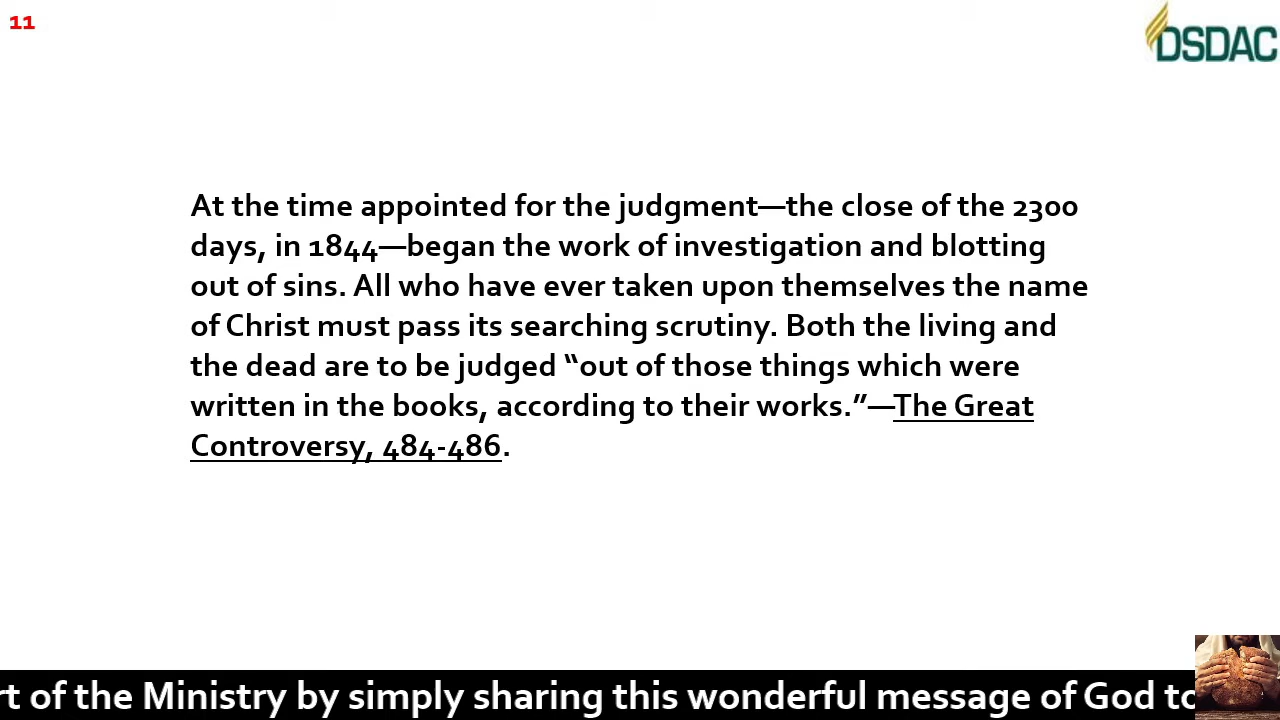 11
DSDAC
At the time appointed for the judgment—the close of the 2300
days, in 1844—began the work of investigation and blotting
out of sins. All who have ever taken upon themselves the name
of Christ must pass its searching scrutiny. Both the living and
the dead are to be judged “out of those things which were
written in the books, according to their works.”—The Great
Controversy, 484-486.
rt of the Ministry by simply sharing this wonderful message of God to